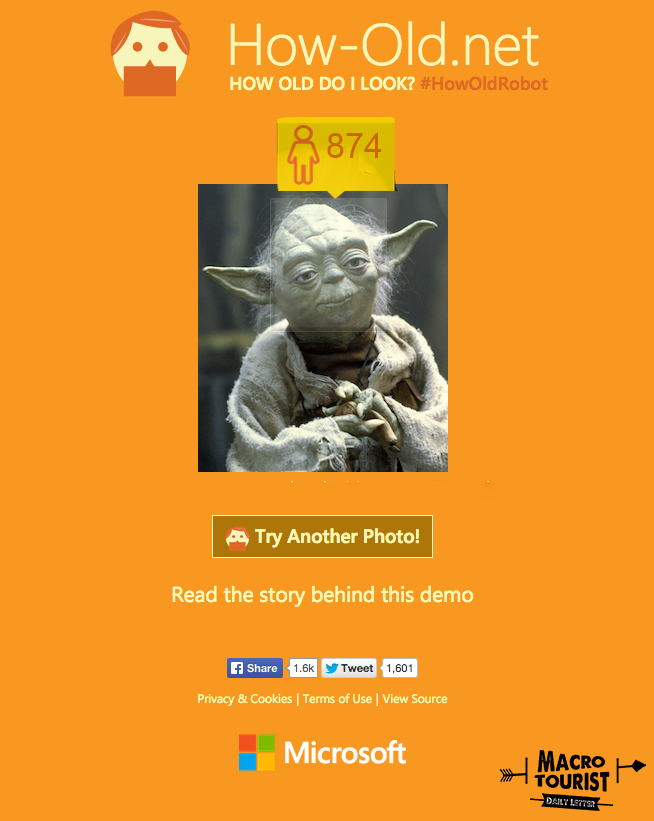 How-Old.net
HOW OLD DO I LOOK? #HowOldRobot
874
Try Another Photo!
Read the story behind this demo
Share 1.6k Tweet 1,601
Privacy & Cookies | Terms of Use | View Source
Microsoft
MACRO
TOURIST
DAILY LETTER